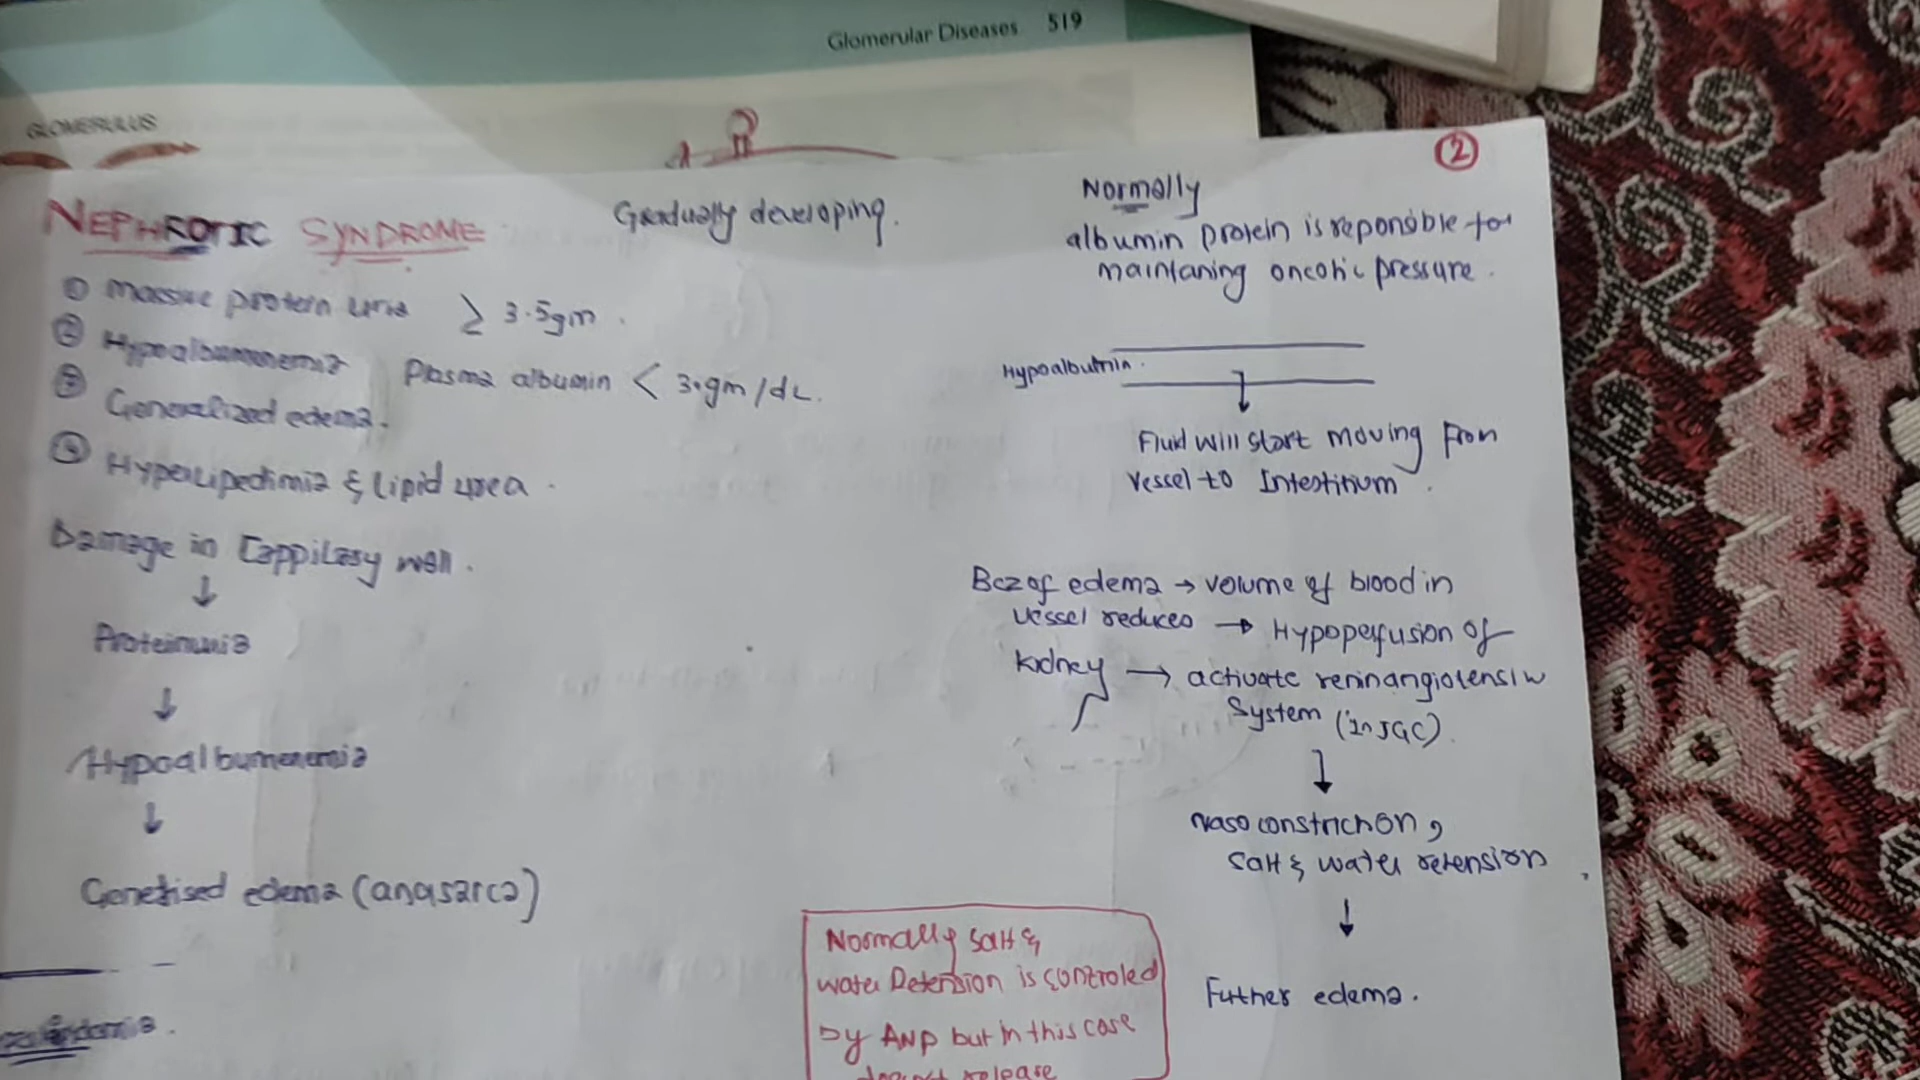 Glomerular Diseases 519
GLOMERULUS
2
NEPHROTIC SYNDROME
Gradually developing.
① massive protein uria ≥ 3.5gm.
② Hypoalbumenemia Plasma albumin < 3.gm/dL.
③ Generalized edema.
④ Hyperlipedimia & lipid urea.
Damage in Cappilary wall.
↓
Proteinuria
↓
Hypoalbumenemia
↓
Genetised edema (anasarca)
Normally
albumin protein is reponsible for
maintaning oncotic pressure.
Hypoalbutnin.
↓
Fluid will start moving from
vessel to Intestitium.
Bcz of edema → volume of blood in
vessel reduces → Hypoperfusion of
kidney → activate reninangiotensin
System (in JGC).
↓
vasoconstriction,
salt & water retension
↓
Futher edema.
Normally salt &
water Retension is controled
by ANP but in this case
release